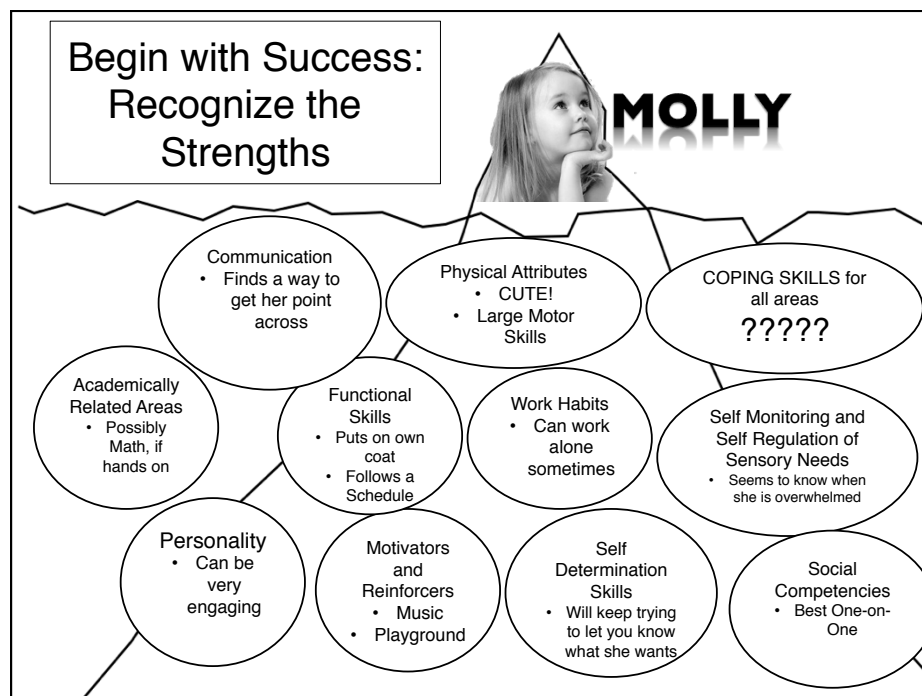 Begin with Success:
Recognize the
Strengths
MOLLY
Communication
• Finds a way to
get her point
across
Physical Attributes
• CUTE!
• Large Motor
Skills
COPING SKILLS for
all areas
?????
Academically
Related Areas
• Possibly
Math, if
hands on
Functional
Skills
• Puts on own
coat
• Follows a
Schedule
Work Habits
• Can work
alone
sometimes
Self Monitoring and
Self Regulation of
Sensory Needs
• Seems to know when
she is overwhelmed
Personality
• Can be
very
engaging
Motivators
and
Reinforcers
• Music
• Playground
Self
Determination
Skills
• Will keep trying
to let you know
what she wants
Social
Competencies
• Best One-on-
One